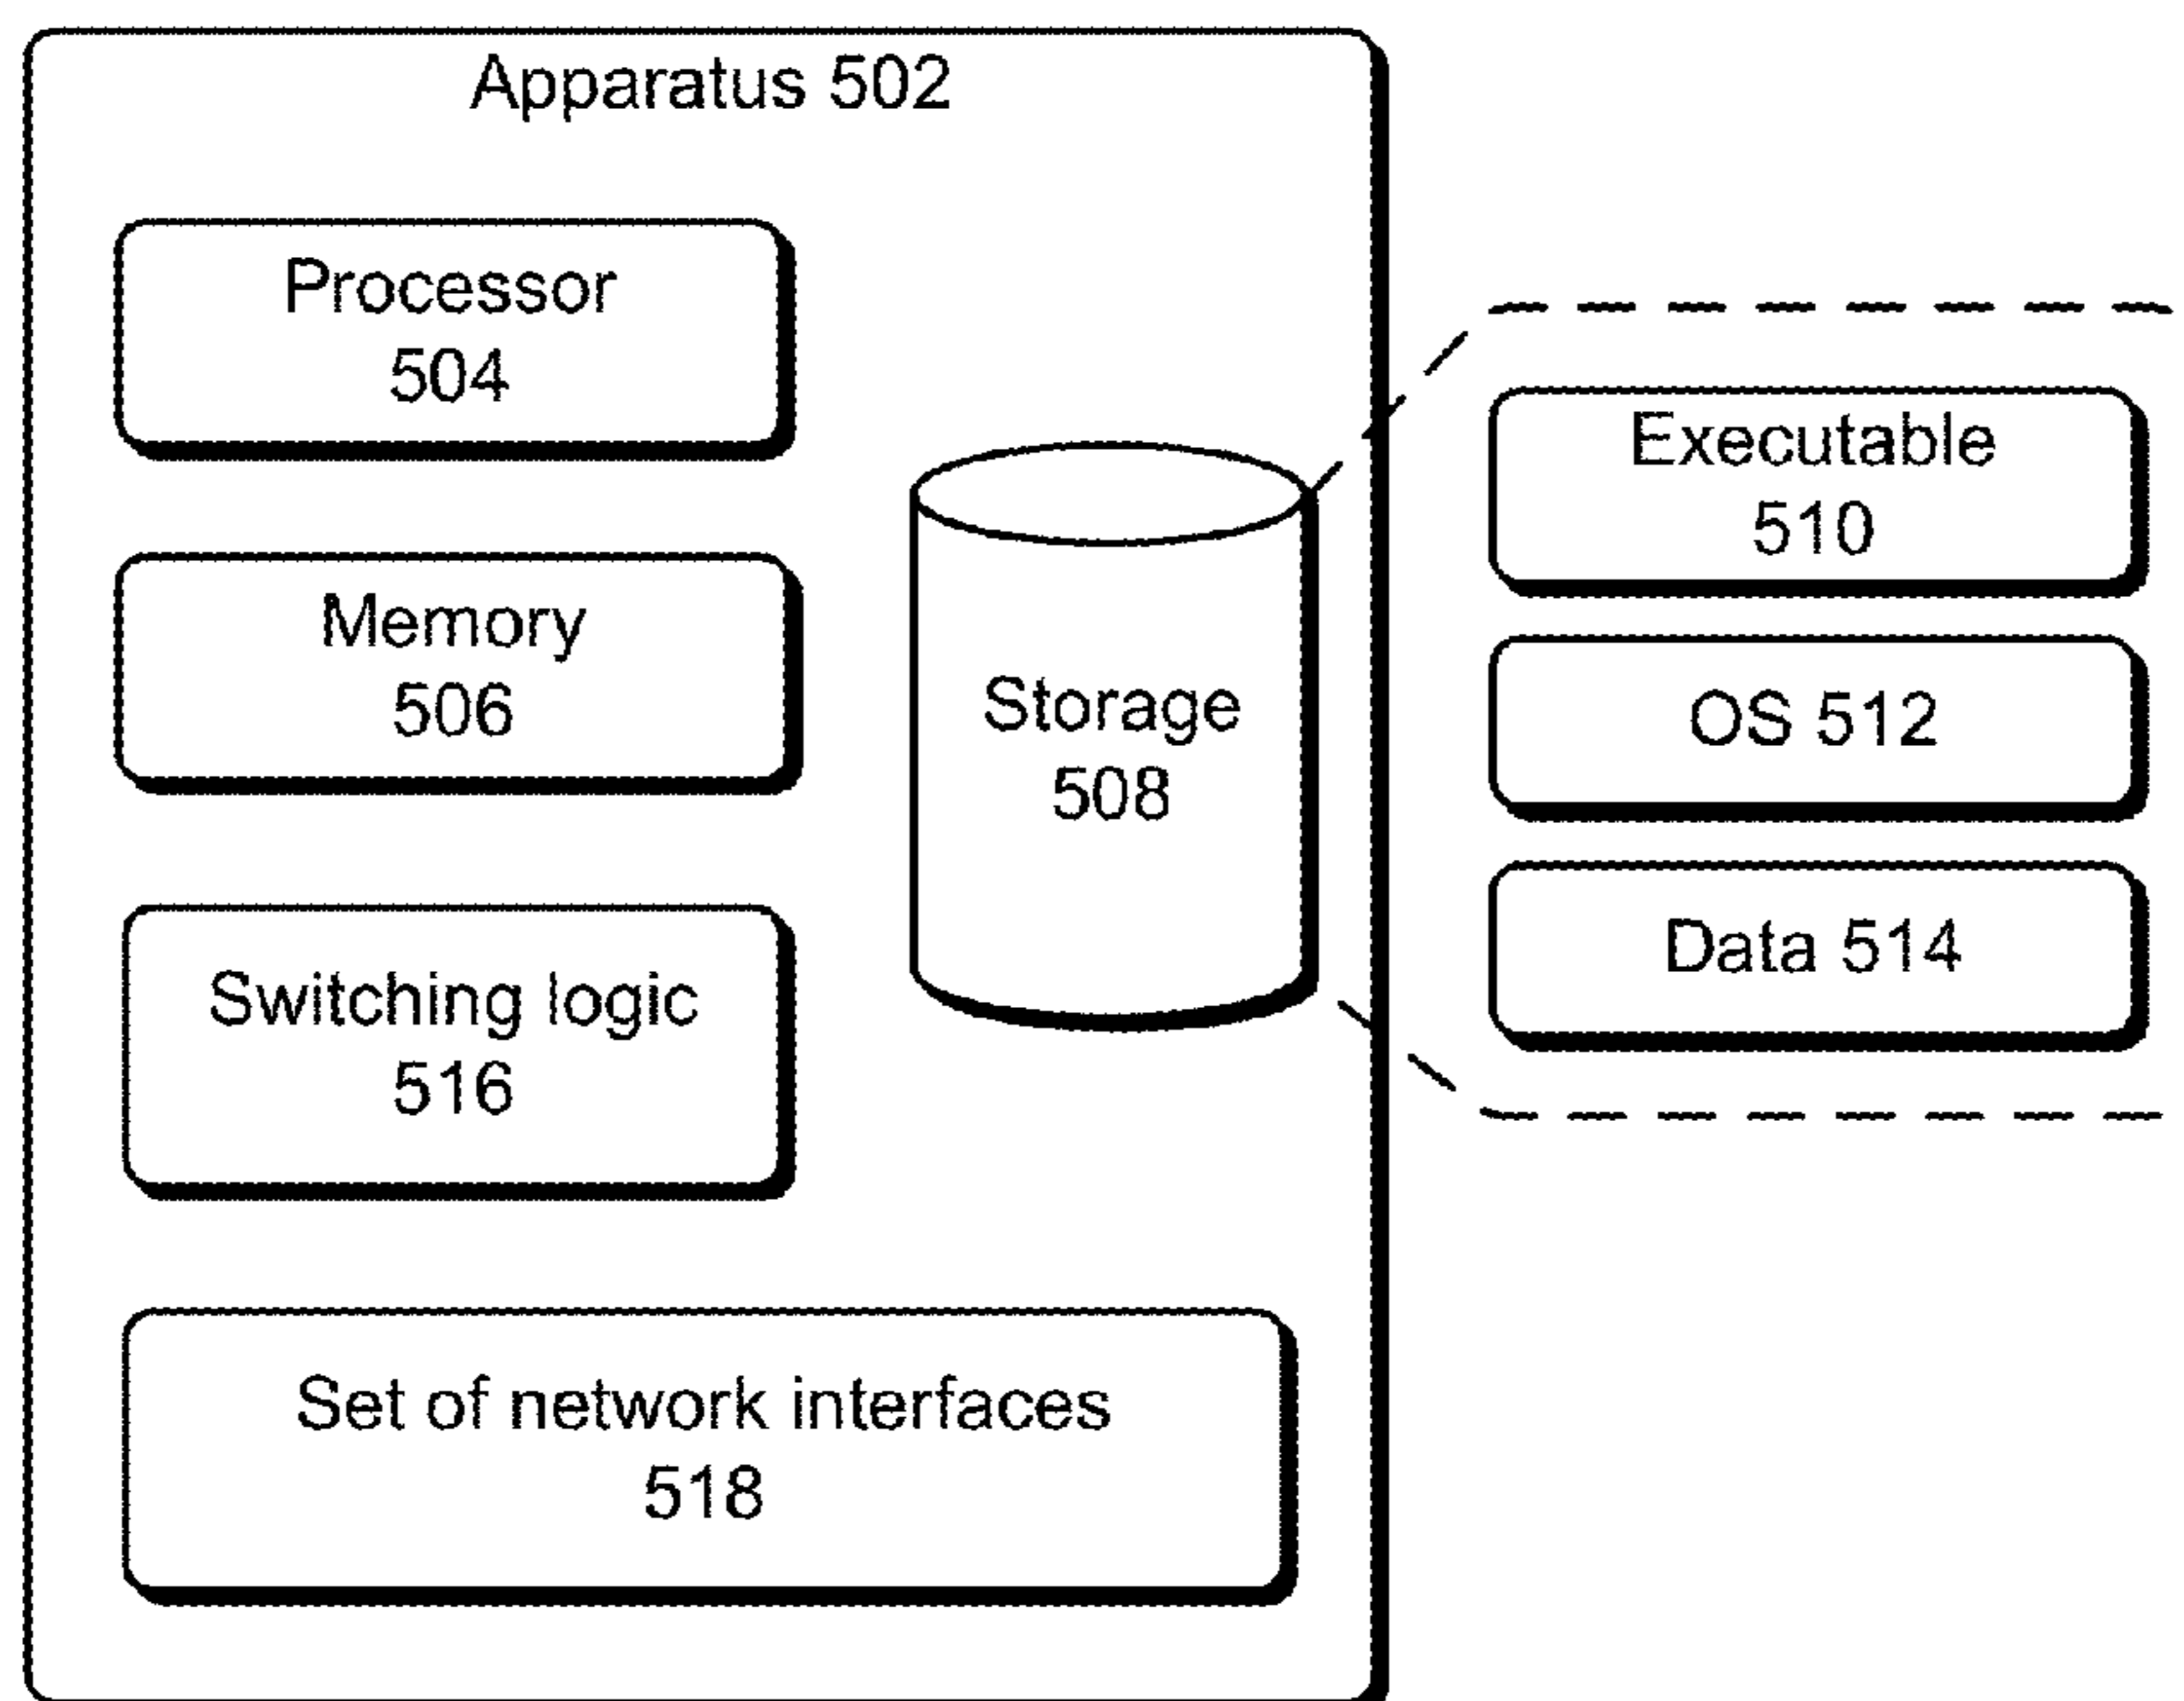 Apparatus 502
Processor
504
Memory
506
Storage
508
Switching logic
516
Set of network interfaces
518
Executable
510
OS 512
Data 514